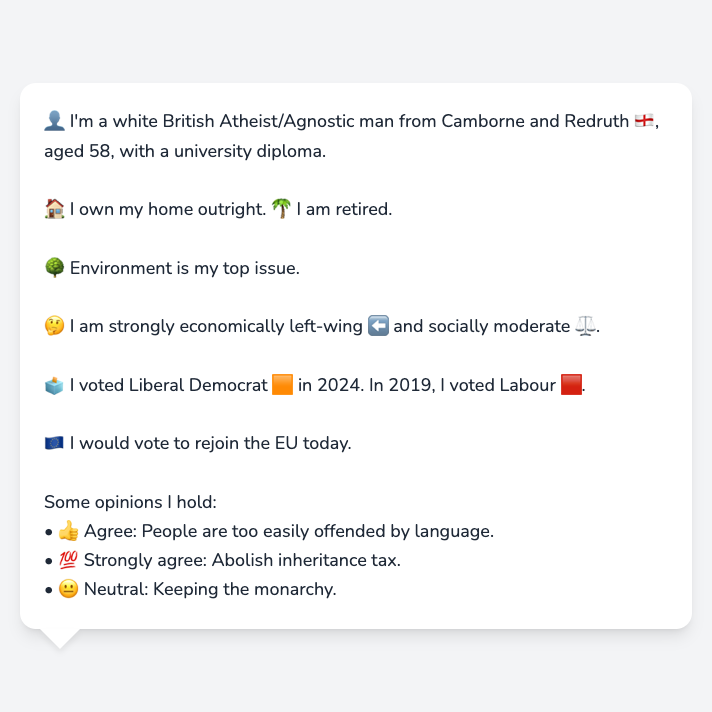 👤 I'm a white British Atheist/Agnostic man from Camborne and Redruth 🏴󠁧󠁢󠁥󠁮󠁧󠁿,
aged 58, with a university diploma.
🏠 I own my home outright. 🌴 I am retired.
🌳 Environment is my top issue.
🤔 I am strongly economically left-wing ⬅️ and socially moderate ⚖️.
🗳️ I voted Liberal Democrat 🟧 in 2024. In 2019, I voted Labour 🟥.
🇪🇺 I would vote to rejoin the EU today.
Some opinions I hold:
• 👍 Agree: People are too easily offended by language.
• 💯 Strongly agree: Abolish inheritance tax.
• 😐 Neutral: Keeping the monarchy.